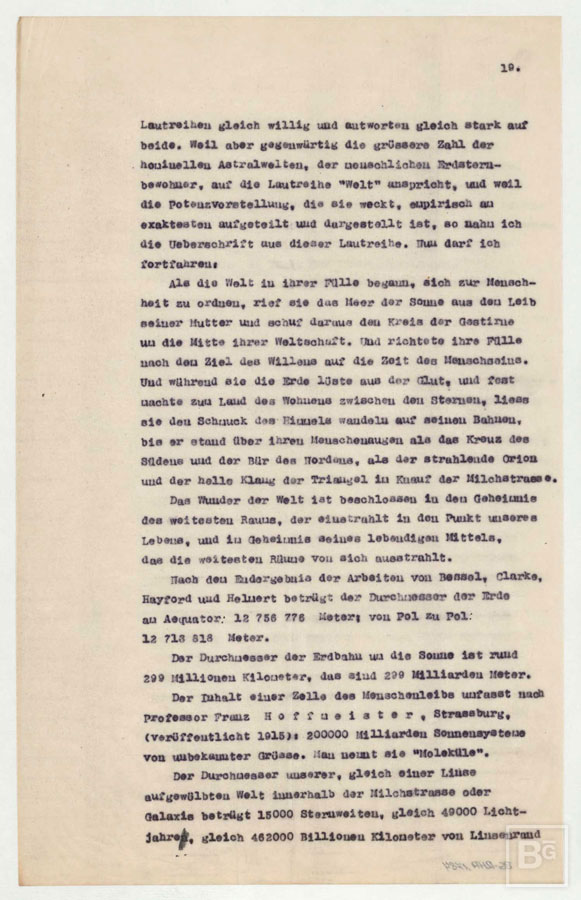 19.
Lautreihen gleich willig und antworten gleich stark auf
beide. Weil aber gegenwärtig die grössere Zahl der
hominellen Astralwelten, der menschlichen Erdstern-
bewohner, auf die Lautreihe "Welt" anspricht, und weil
die Potenzvorstellung, die sie weckt, empirisch am
exaktesten aufgeteilt und dargestellt ist, so nahm ich
die Ueberschrift aus dieser Lautreihe. Nun darf ich
fortfahren:
Als die Welt in ihrer Fülle begann, sich zur Mensch-
heit zu ordnen, rief sie das Meer der Sonne aus dem Leib
seiner Mutter und schuf daraus den Kreis der Gestirne
um die Mitte ihrer Weltschaft. Und richtete ihre Fülle
nach dem Ziel des Willens auf die Zeit des Menschseins.
Und während sie die Erde löste aus der Glut, und fest
machte zum Land des Wohnens zwischen den Sternen, liess
sie den Schmuck des Himmels wandeln auf seinen Bahnen,
bis er stand über ihren Menschenaugen als das Kreuz des
Südens und der Bär des Nordens, als der strahlende Orion
und der helle Klang der Triangel im Knauf der Milchstrasse.
Das Wunder der Welt ist beschlossen in dem Geheimnis
des weitesten Raums, der einstrahlt in den Punkt unseres
Lebens, und im Geheimnis seines lebendigen Mittels,
das die weitesten Räume von sich ausstrahlt.
Nach dem Endergebnis der Arbeiten von Bessel, Clarke,
Hayford und Helmert beträgt der Durchmesser der Erde
am Aequator: 12 756 776 Meter; von Pol zu Pol:
12 713 818 Meter.
Der Durchmesser der Erdbahn um die Sonne ist rund
299 Millionen Kilometer, das sind 299 Milliarden Meter.
Der Inhalt einer Zelle des Menschenleibs umfasst nach
Professor Franz H o f f m e i s t e r , Strassburg,
(veröffentlicht 1915): 200000 Milliarden Sonnensysteme
von unbekannter Grösse. Man nennt sie "Moleküle".
Der Durchmesser unserer, gleich einer Linse
aufgewölbten Welt innerhalb der Milchstrasse oder
Galaxis beträgt 15000 Sternweiten, gleich 49000 Licht-
jahren, gleich 462000 Billionen Kilometer von Linsenrand
BG